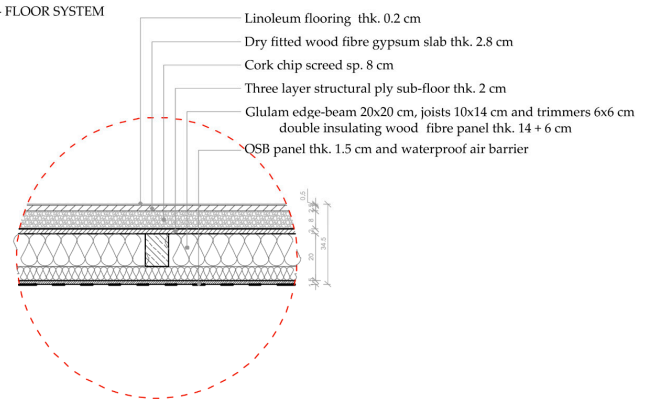 - FLOOR SYSTEM
Linoleum flooring thk. 0.2 cm
Dry fitted wood fibre gypsum slab thk. 2.8 cm
Cork chip screed sp. 8 cm
Three layer structural ply sub-floor thk. 2 cm
Glulam edge-beam 20x20 cm, joists 10x14 cm and trimmers 6x6 cm
double insulating wood fibre panel thk. 14 + 6 cm
OSB panel thk. 1.5 cm and waterproof air barrier
8
20
34.5